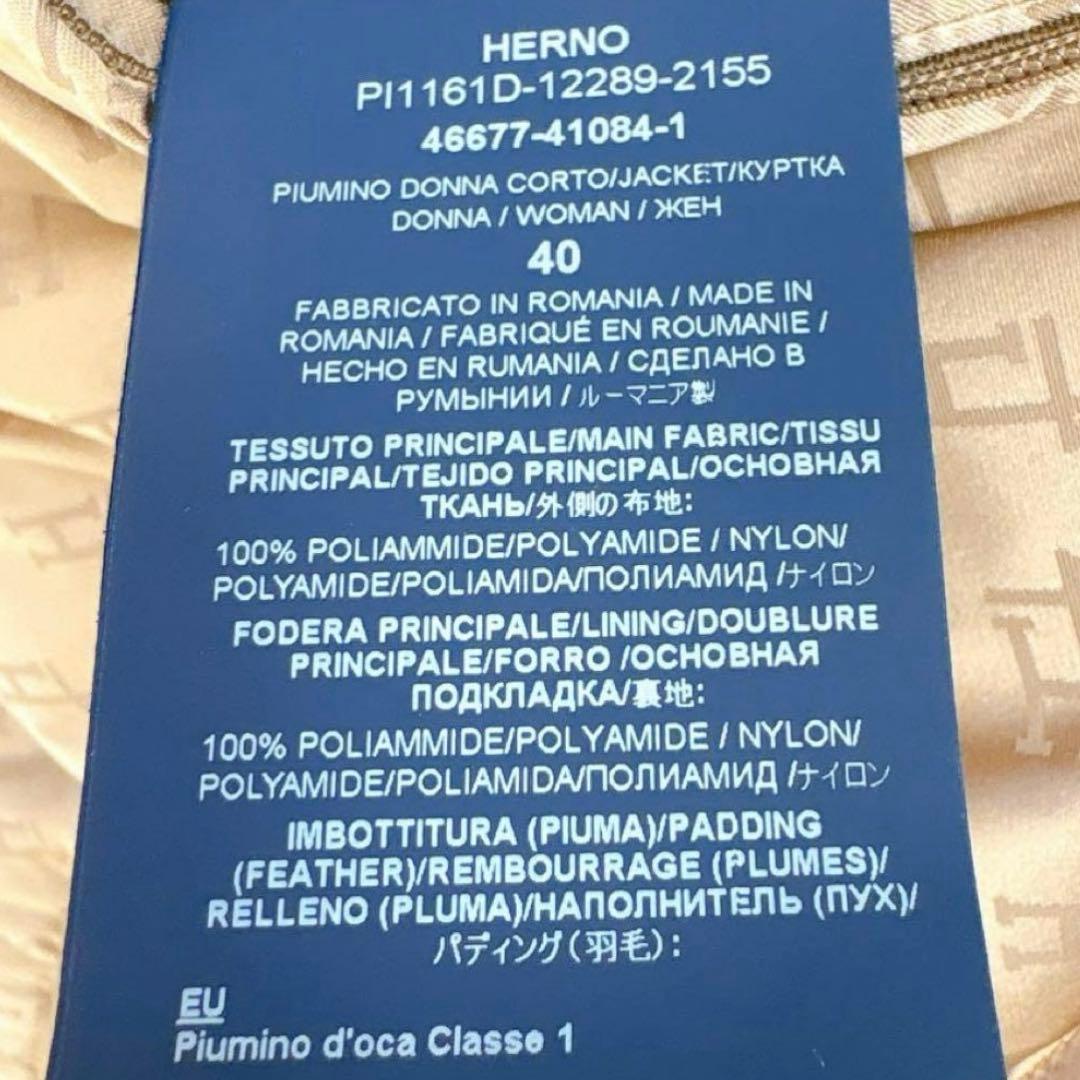 HERNO
PI1161D-12289-2155
46677-41084-1
PIUMINO DONNA CORTO/JACKET/КУРТКА
DONNA / WOMAN / ЖЕН
40
FABBRICATO IN ROMANIA / MADE IN
ROMANIA / FABRIQUÉ EN ROUMANIE /
HECHO EN RUMANIA / СДЕЛАНО В
РУМЫНИИ / ルーマニア製
TESSUTO PRINCIPALE/MAIN FABRIC/TISSU
PRINCIPAL/TEJIDO PRINCIPAL/ОСНОВНАЯ
ТКАНЬ/外側の布地:
100% POLIAMMIDE/POLYAMIDE / NYLON/
POLYAMIDE/POLIAMIDA/ПОЛИАМИД /ナイロン
FODERA PRINCIPALE/LINING/DOUBLURE
PRINCIPALE/FORRO /ОСНОВНАЯ
ПОДКЛАДКА/裏地:
100% POLIAMMIDE/POLYAMIDE / NYLON/
POLYAMIDE/POLIAMIDA/ПОЛИАМИД /ナイロン
IMBOTTITURA (PIUMA)/PADDING
(FEATHER)/REMBOURRAGE (PLUMES)/
RELLENO (PLUMA)/НАПОЛНИТЕЛЬ (ПУХ)/
パディング(羽毛):
EU
Piumino d'oca Classe 1